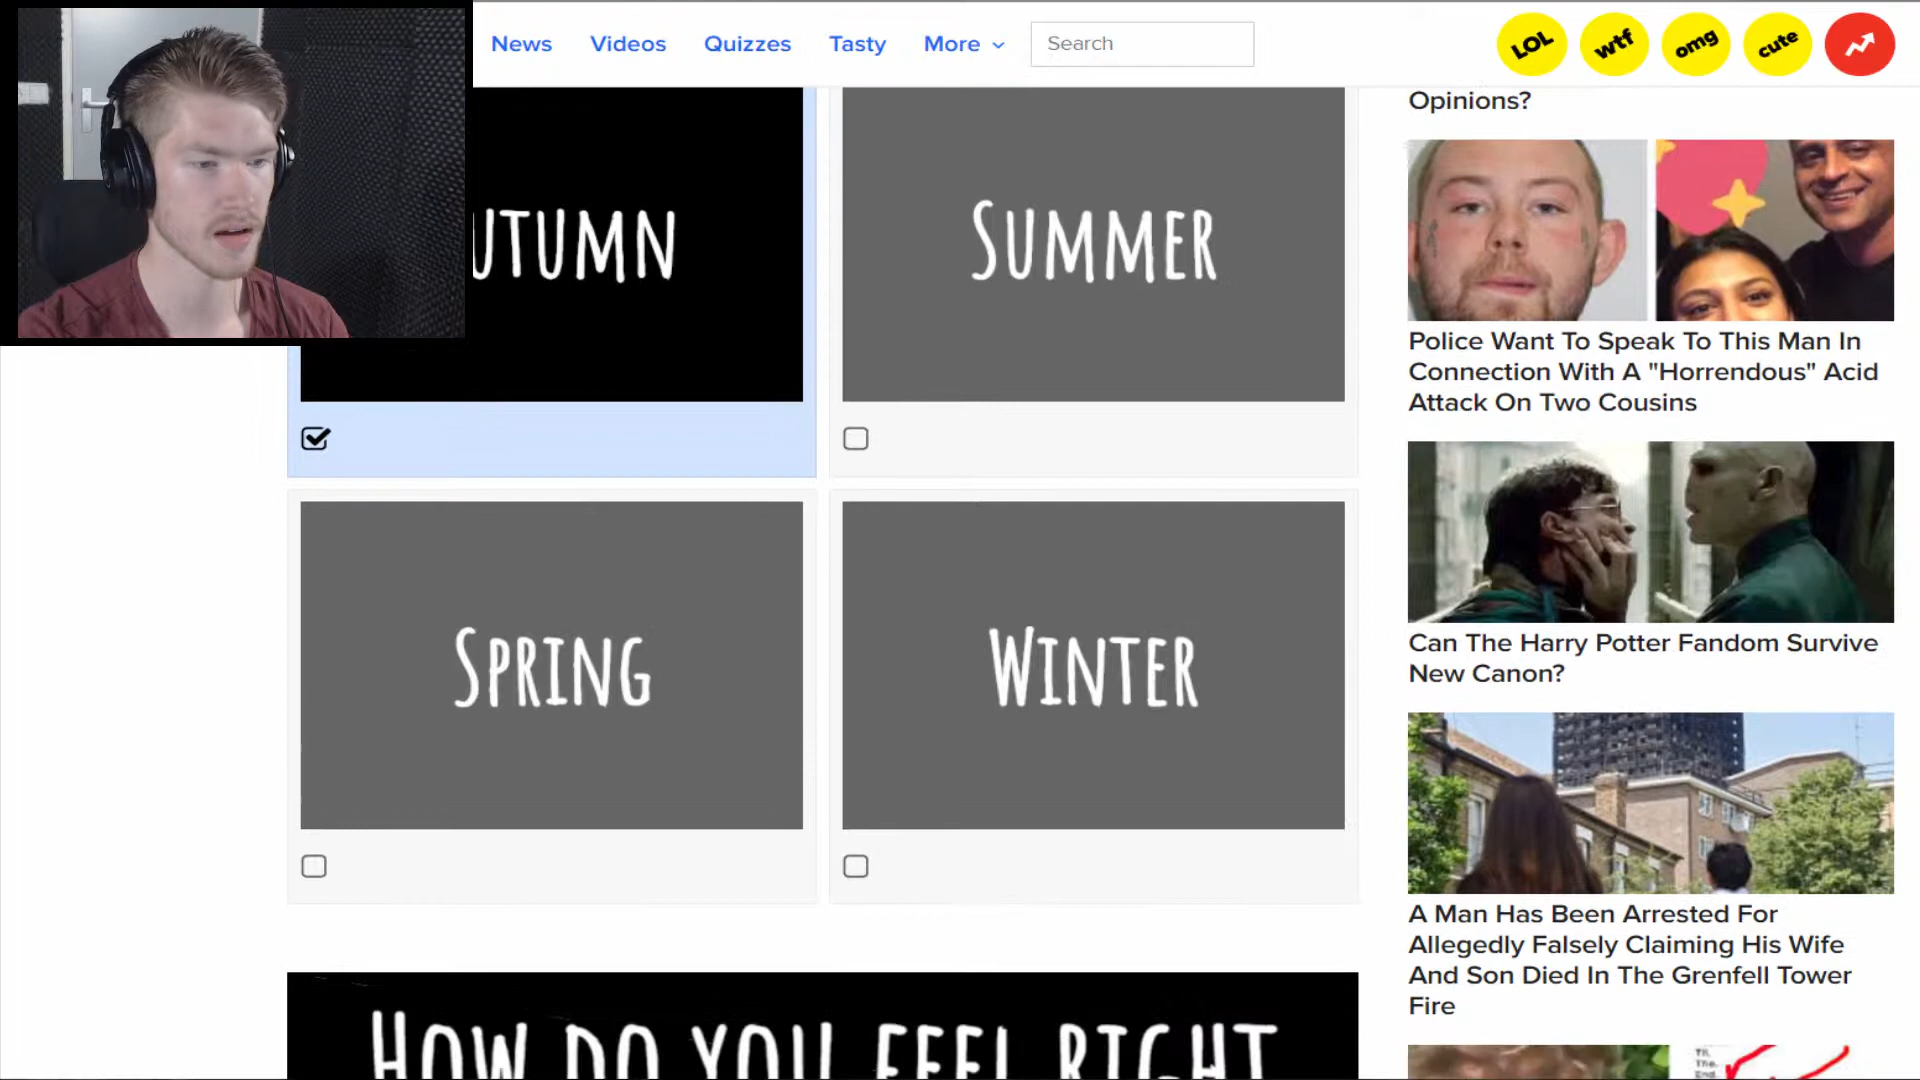 News Videos Quizzes Tasty More Search
LOL wtf omg cute
Opinions?
UTUMN
SUMMER
Police Want To Speak To This Man In
Connection With A "Horrendous" Acid
Attack On Two Cousins
SPRING
WINTER
Can The Harry Potter Fandom Survive
New Canon?
A Man Has Been Arrested For
Allegedly Falsely Claiming His Wife
And Son Died In The Grenfell Tower
Fire
HOW DO YOU FEEL RIGHT
The
End